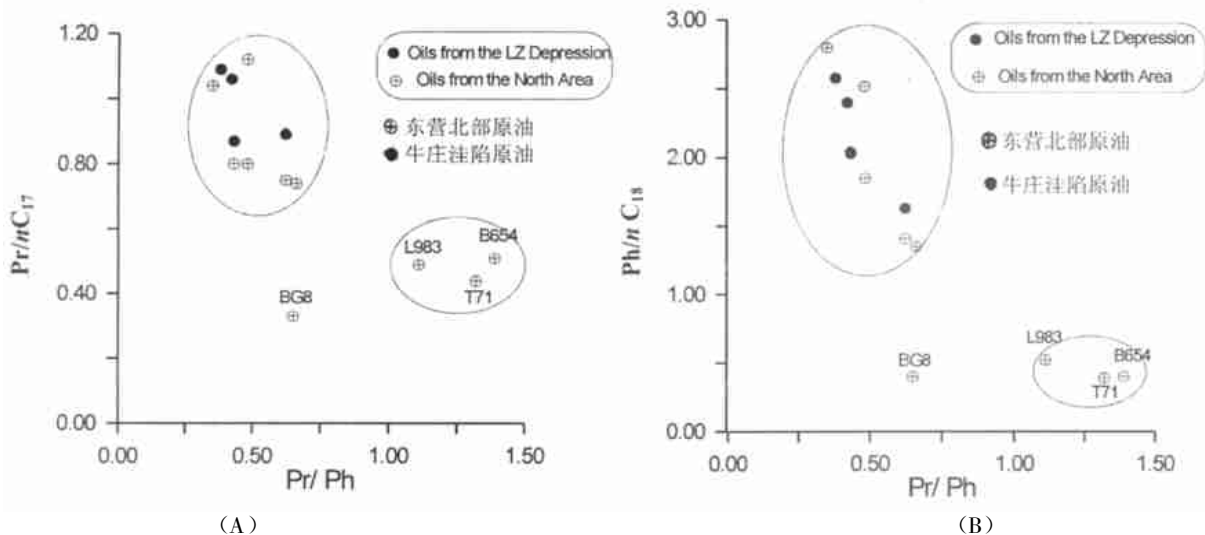 Pr/nC17
1.20
0.80
0.40
0.00
0.00
0.50
1.00
1.50
Pr/ Ph
Oils from the LZ Depression
Oils from the North Area
东营北部原油
牛庄洼陷原油
L983
B654
T71
BG8
(A)
Ph/n C18
3.00
2.00
1.00
0.00
0.00
0.50
1.00
1.50
Pr/ Ph
Oils from the LZ Depression
Oils from the North Area
东营北部原油
牛庄洼陷原油
L983
B654
T71
BG8
(B)